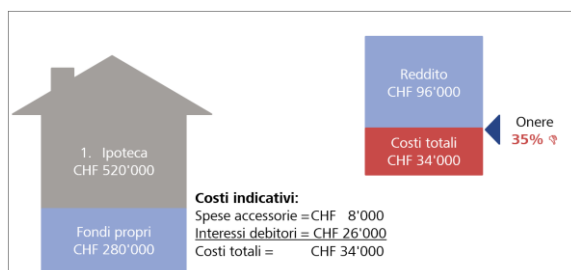 Reddito
CHF 96'000
Onere
35%
Costi totali
CHF 34'000
1. Ipoteca
CHF 520'000
Fondi propri
CHF 280'000
Costi indicativi:
Spese accessorie =CHF 8'000
Interessi debitori = CHF 26'000
Costi totali = CHF 34'000